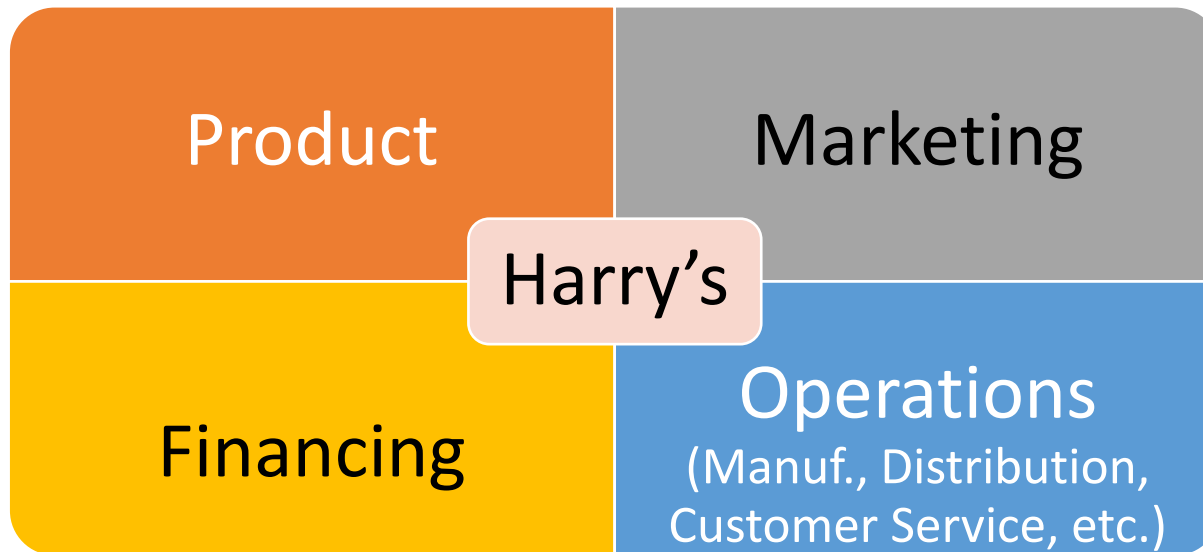 Product
Marketing
Harry’s
Financing
Operations
(Manuf., Distribution,
Customer Service, etc.)